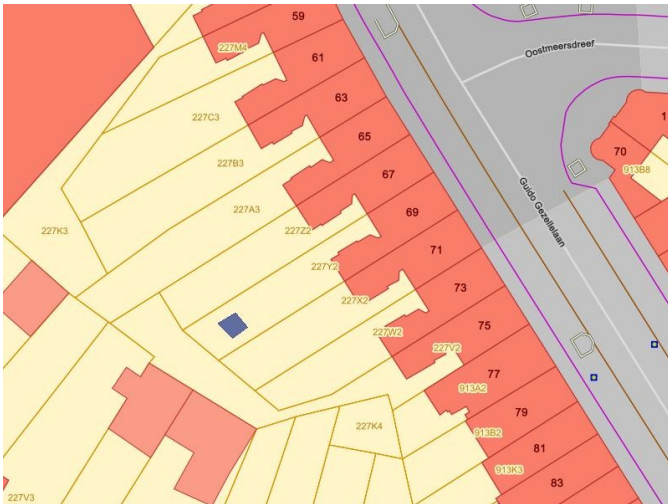 59
227M4
Oostmeersdreef
61
63
227C3
65
227B3
67
70
913B8
227A3
69
Guido Gezellelaan
227K3
227Z2
71
227Y2
73
227X2
75
227W2
227V2
77
913A2
79
227K4
913B2
81
913K3
83
227V3